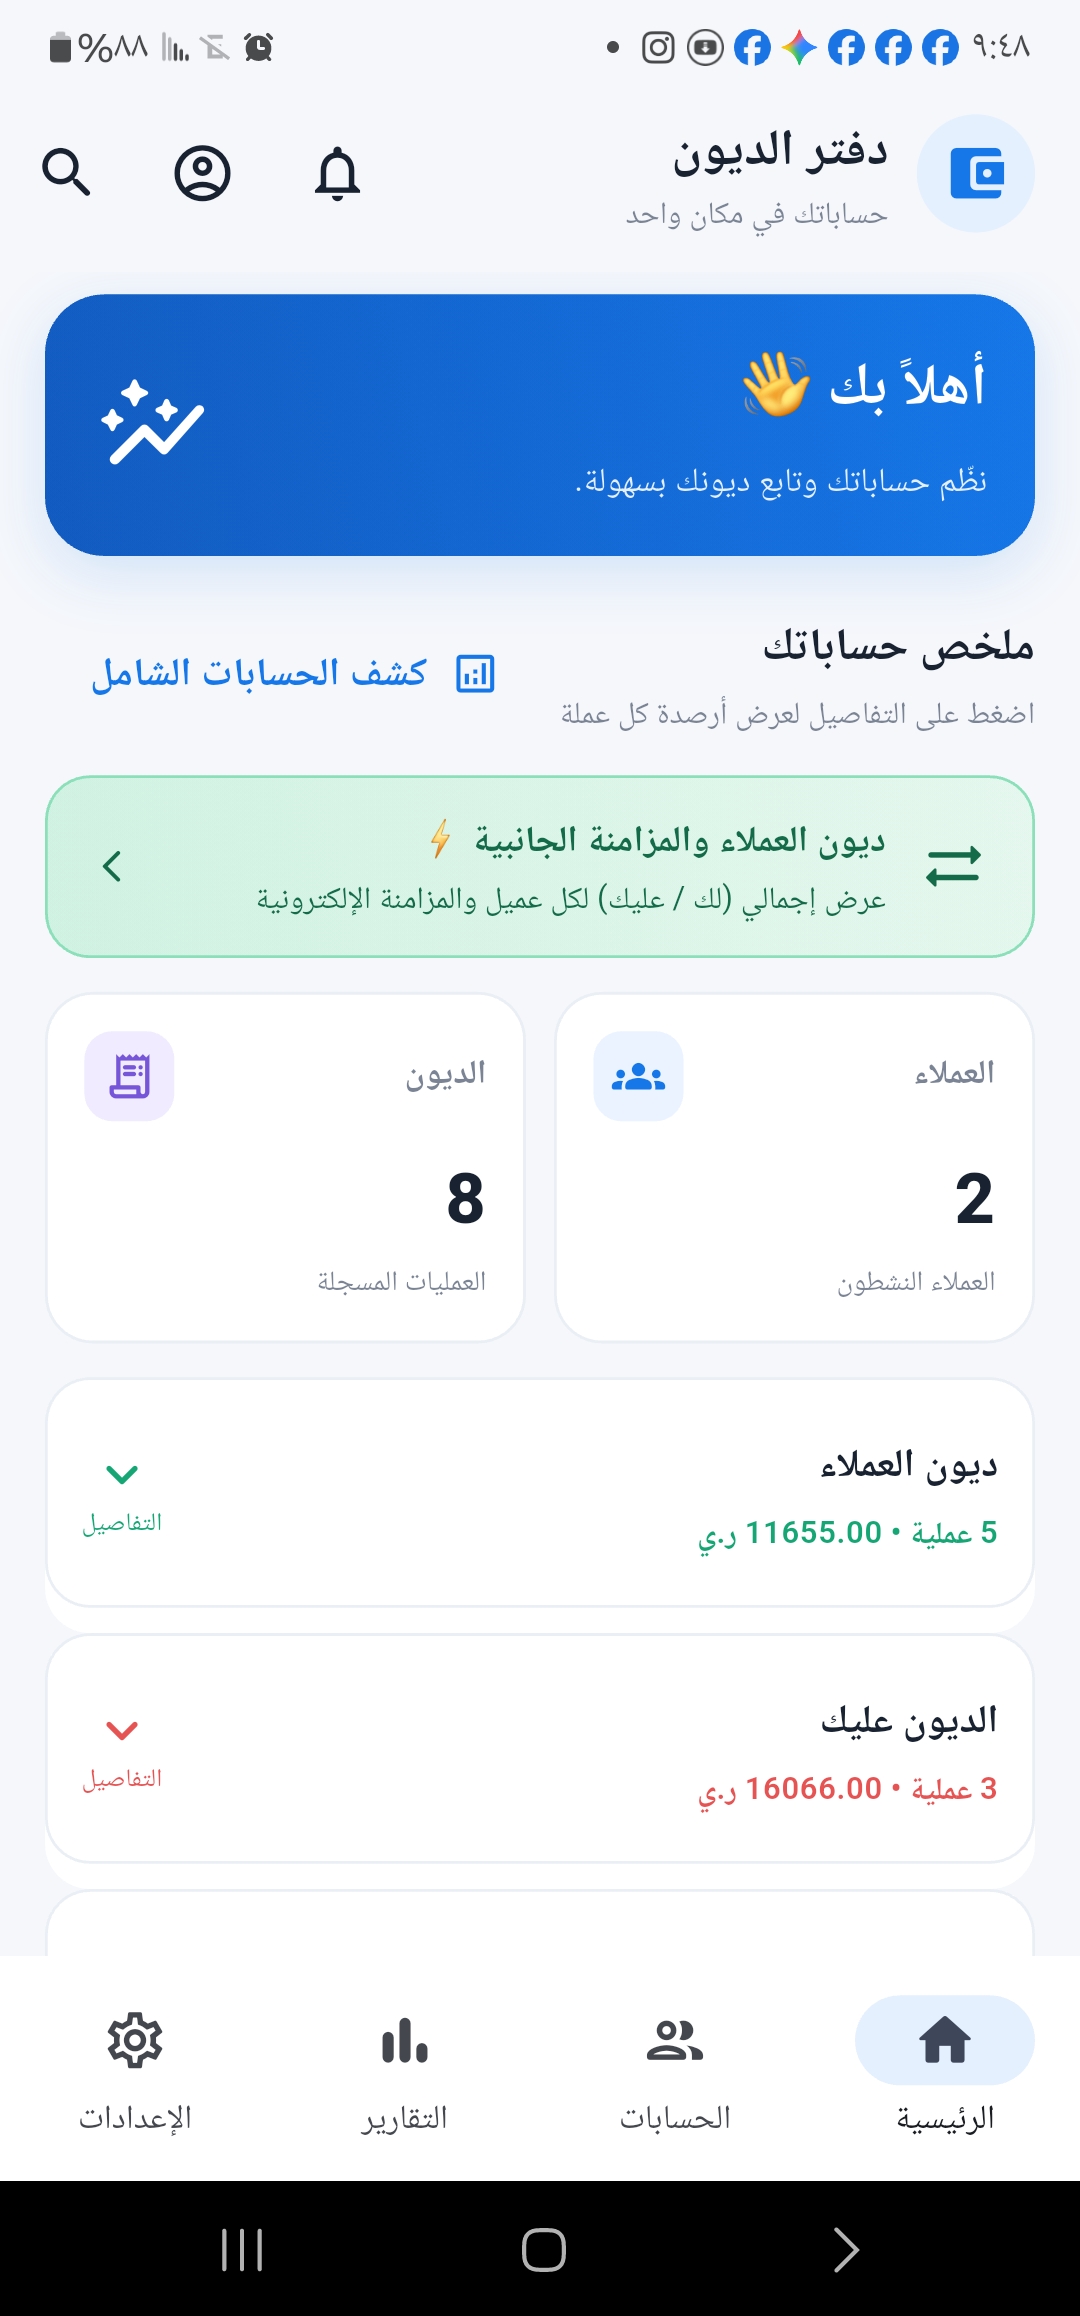 ٩:٤٨
%٨٨
دفتر الديون
حساباتك في مكان واحد
أهلاً بك 👋
نظّم حساباتك وتابع ديونك بسهولة.
ملخص حساباتك
اضغط على التفاصيل لعرض أرصدة كل عملة
كشف الحسابات الشامل
ديون العملاء والمزامنة الجانبية ⚡
عرض إجمالي (لك / عليك) لكل عميل والمزامنة الإلكترونية
العملاء
2
العملاء النشطون
الديون
8
العمليات المسجلة
ديون العملاء
5 عملية • 11655.00 ر.ي
التفاصيل
الديون عليك
3 عملية • 16066.00 ر.ي
التفاصيل
الرئيسية
الحسابات
التقارير
الإعدادات